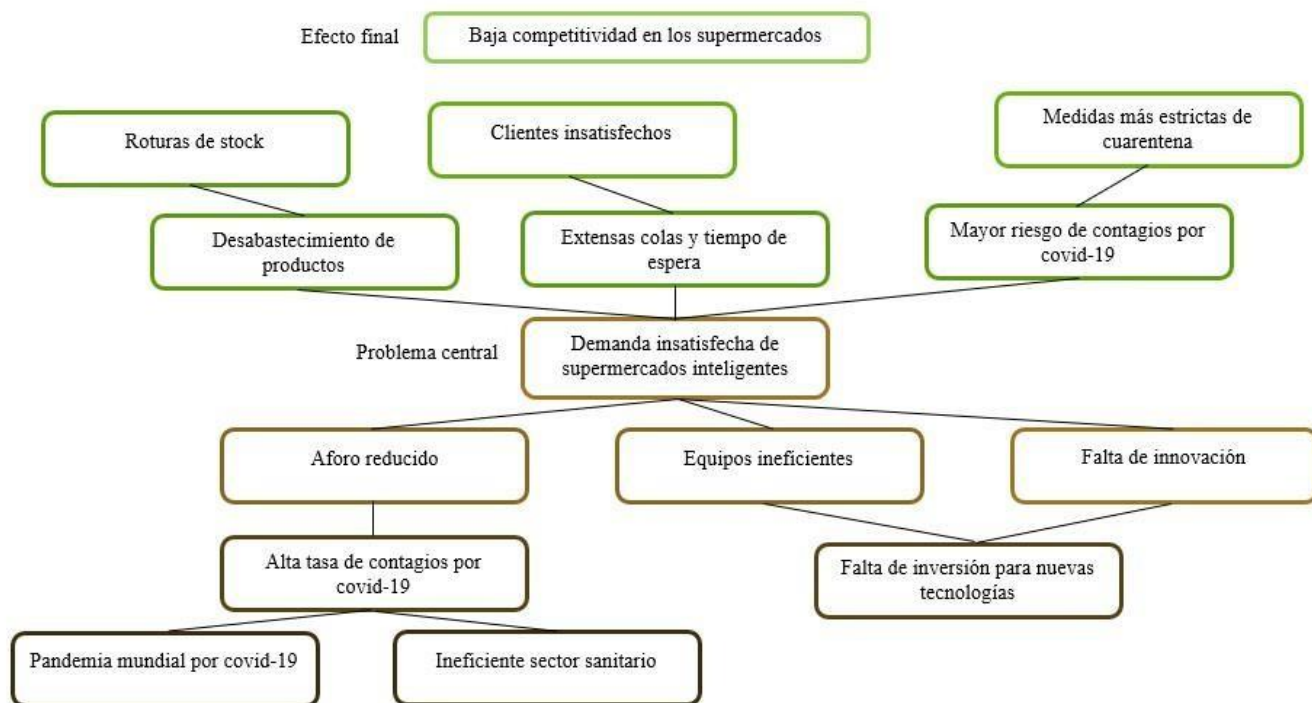 Efecto final
Baja competitividad en los supermercados
Roturas de stock
Clientes insatisfechos
Medidas más estrictas de
cuarentena
Desabastecimiento de
productos
Extensas colas y tiempo de
espera
Mayor riesgo de contagios por
covid-19
Problema central
Demanda insatisfecha de
supermercados inteligentes
Aforo reducido
Equipos ineficientes
Falta de innovación
Alta tasa de contagios por
covid-19
Falta de inversión para nuevas
tecnologías
Pandemia mundial por covid-19
Ineficiente sector sanitario